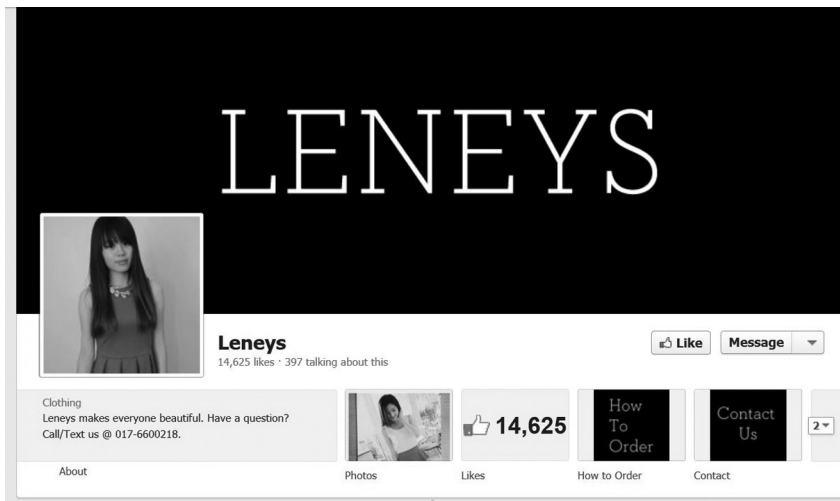 LENEYS
Leneys
14,625 likes · 397 talking about this
Like
Message
Clothing
Leneys makes everyone beautiful. Have a question?
Call/Text us @ 017-6600218.
About
Photos
14,625
Likes
How
To
Order
How to Order
Contact
Us
Contact
2